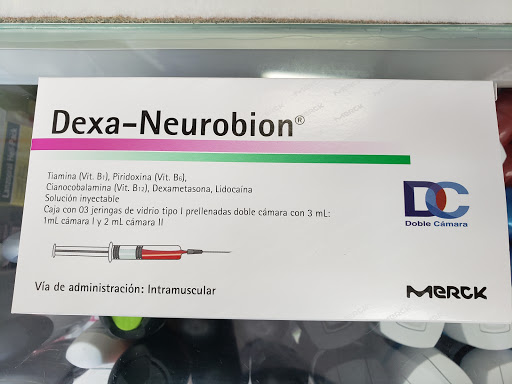 Dexa-Neurobion®
Tiamina (Vit. B1), Piridoxina (Vit. B6),
Cianocobalamina (Vit. B12), Dexametasona, Lidocaína
Solución inyectable
Caja con 03 jeringas de vidrio tipo I prellenadas doble cámara con 3 mL:
1mL cámara I y 2 mL cámara II
DC
Doble Cámara
Vía de administración: Intramuscular
Merck